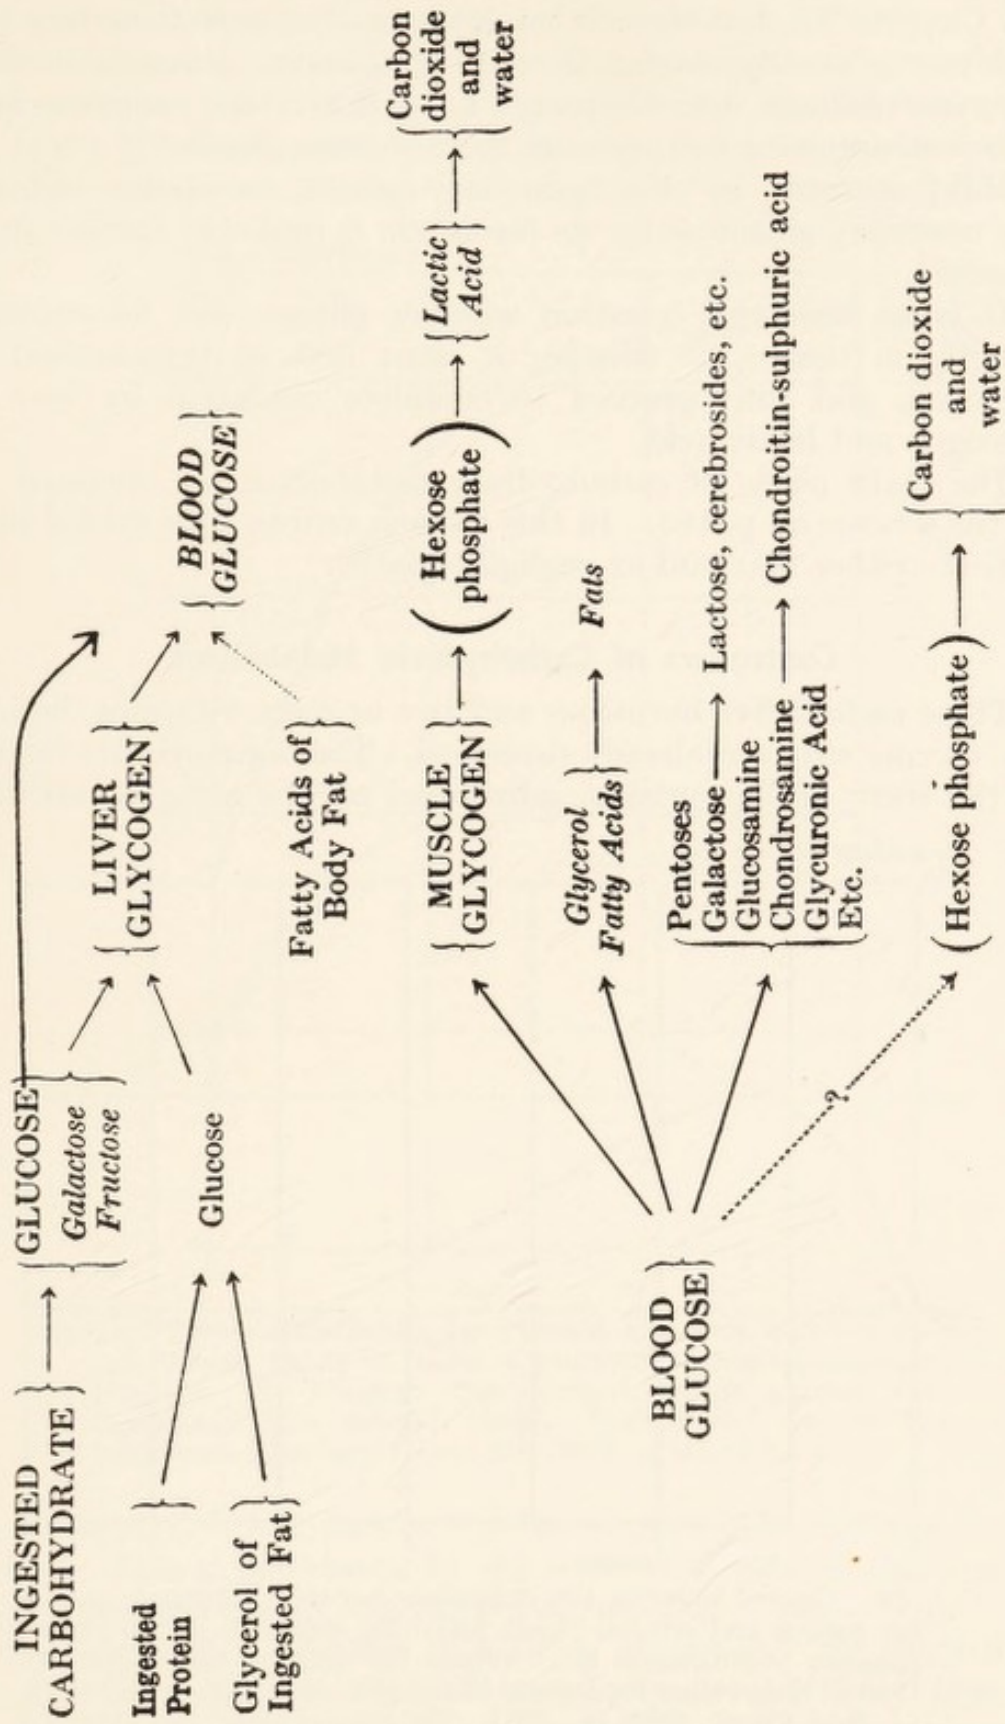 INGESTED
CARBOHYDRATE
GLUCOSE
Galactose
Fructose
LIVER
GLYCOGEN
BLOOD
GLUCOSE
Ingested
Protein
Glycerol of
Ingested Fat
Glucose
Fatty Acids of
Body Fat
BLOOD
GLUCOSE
MUSCLE
GLYCOGEN
(Hexose
phosphate)
Lactic
Acid
Carbon
dioxide
and
water
Glycerol
Fatty Acids
Fats
Pentoses
Galactose → Lactose, cerebrosides, etc.
Glucosamine
Chondrosamine → Chondroitin-sulphuric acid
Glycuronic Acid
Etc.
?
(Hexose phosphate)
Carbon dioxide
and
water